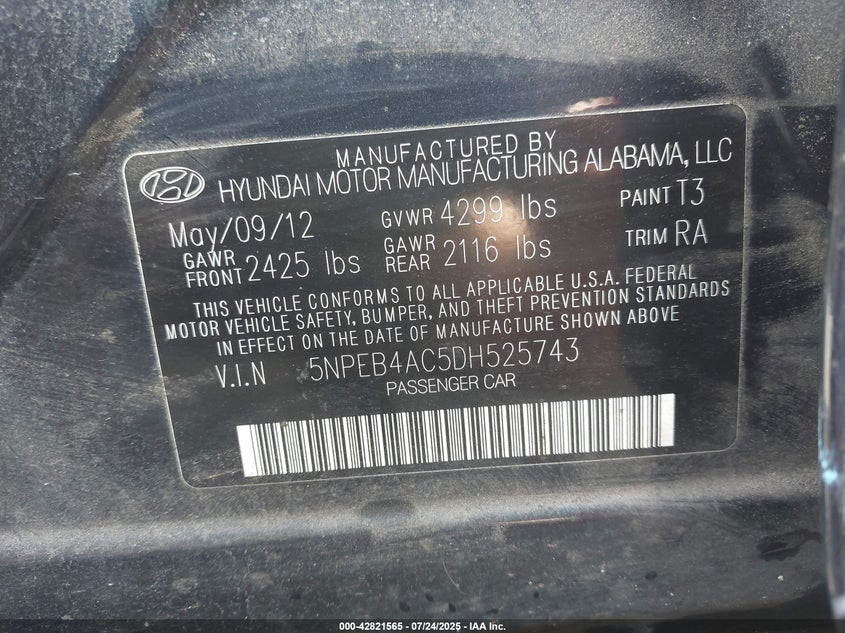 MANUFACTURED BY
HYUNDAI MOTOR MANUFACTURING ALABAMA, LLC
May/09/12 GVWR 4299 lbs PAINT T3
GAWR FRONT 2425 lbs GAWR REAR 2116 lbs TRIM RA
THIS VEHICLE CONFORMS TO ALL APPLICABLE U.S.A. FEDERAL
MOTOR VEHICLE SAFETY, BUMPER, AND THEFT PREVENTION STANDARDS
IN EFFECT ON THE DATE OF MANUFACTURE SHOWN ABOVE
V.I.N 5NPEB4AC5DH525743
PASSENGER CAR
000-42821565 - 07/24/2025 - IAA Inc.